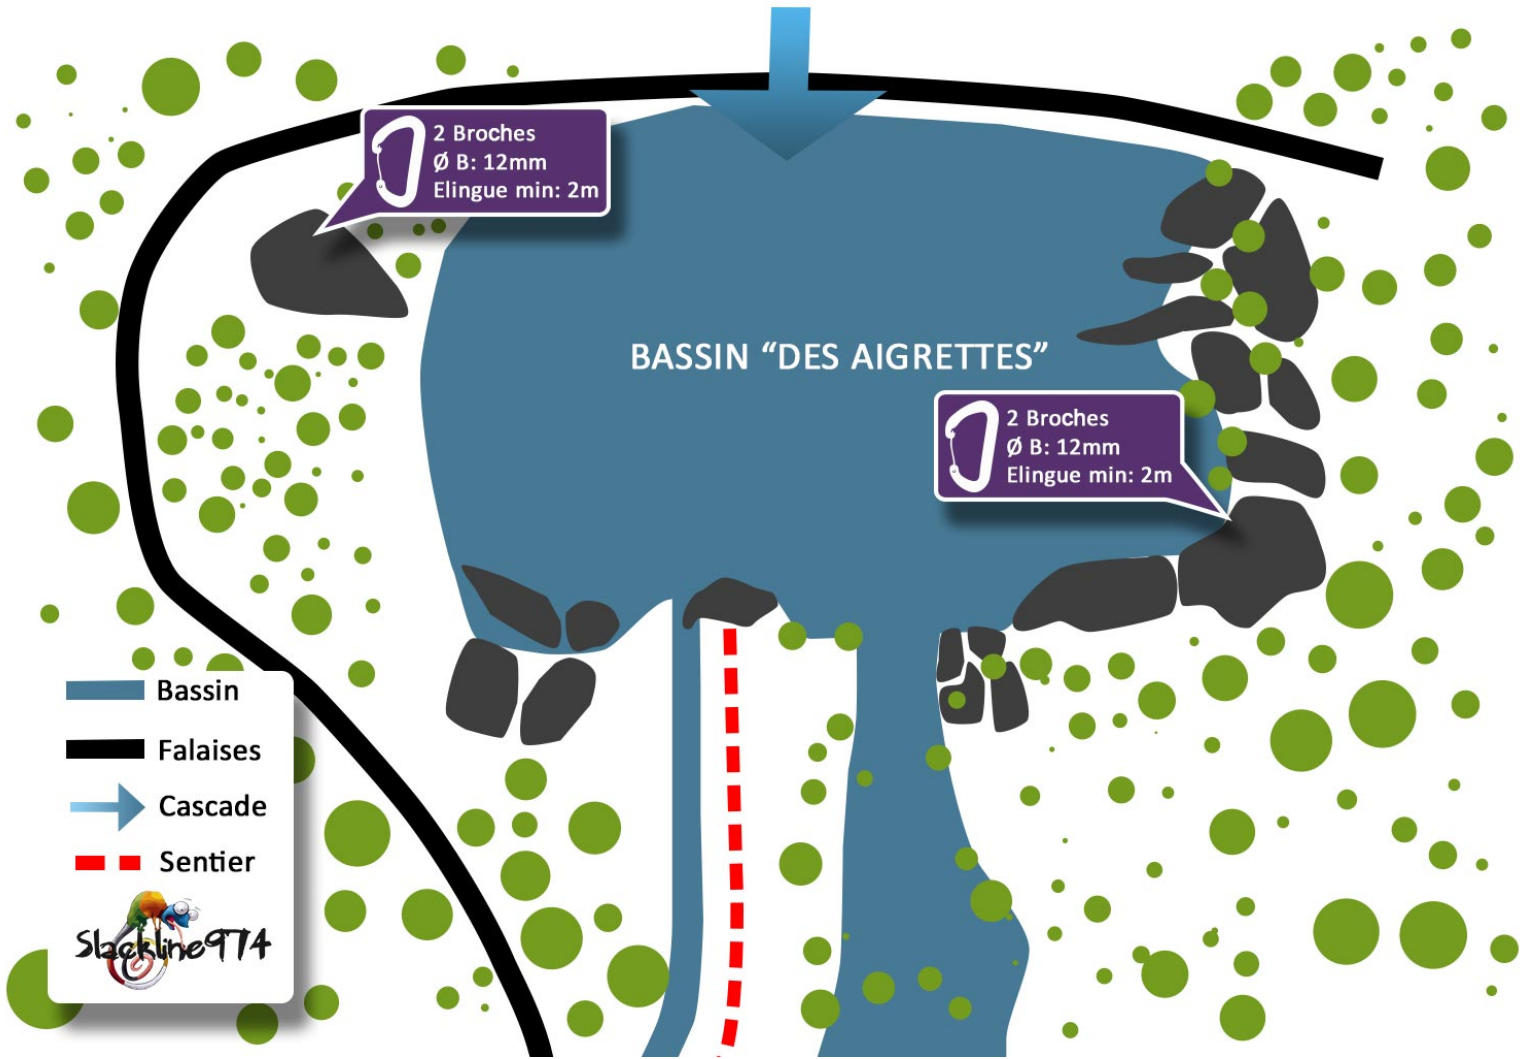 2 Broches
Ø B: 12mm
Elingue min: 2m
BASSIN “DES AIGRETTES”
2 Broches
Ø B: 12mm
Elingue min: 2m
Bassin
Falaises
Cascade
Sentier
Slackline974